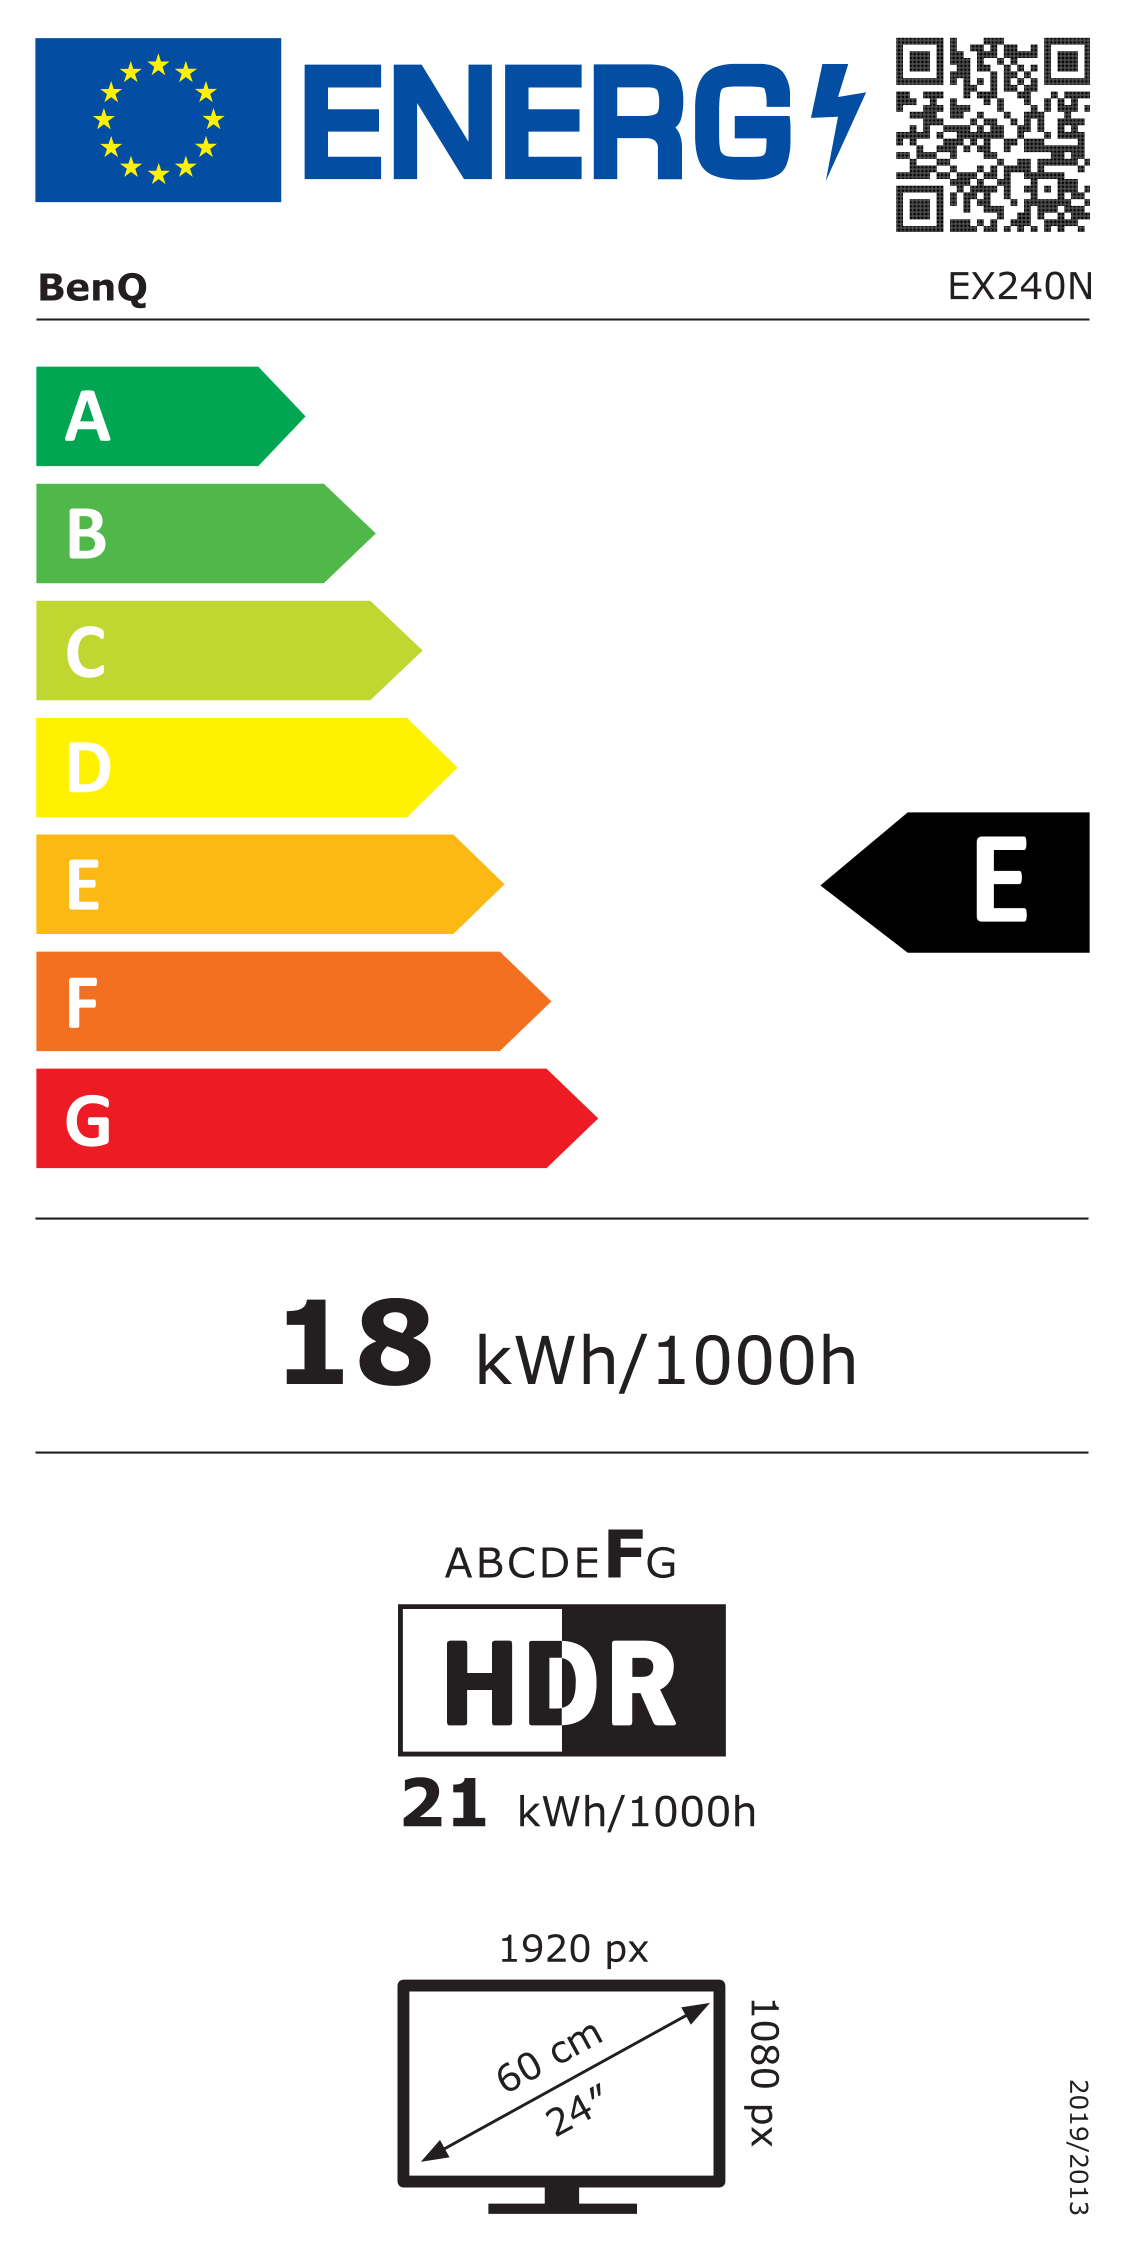 ENERG
BenQ
EX240N
A
B
C
D
E
E
F
G
18 kWh/1000h
ABCDEFG
HDR
21 kWh/1000h
1920 px
60 cm
24″
1080 px
2019/2013